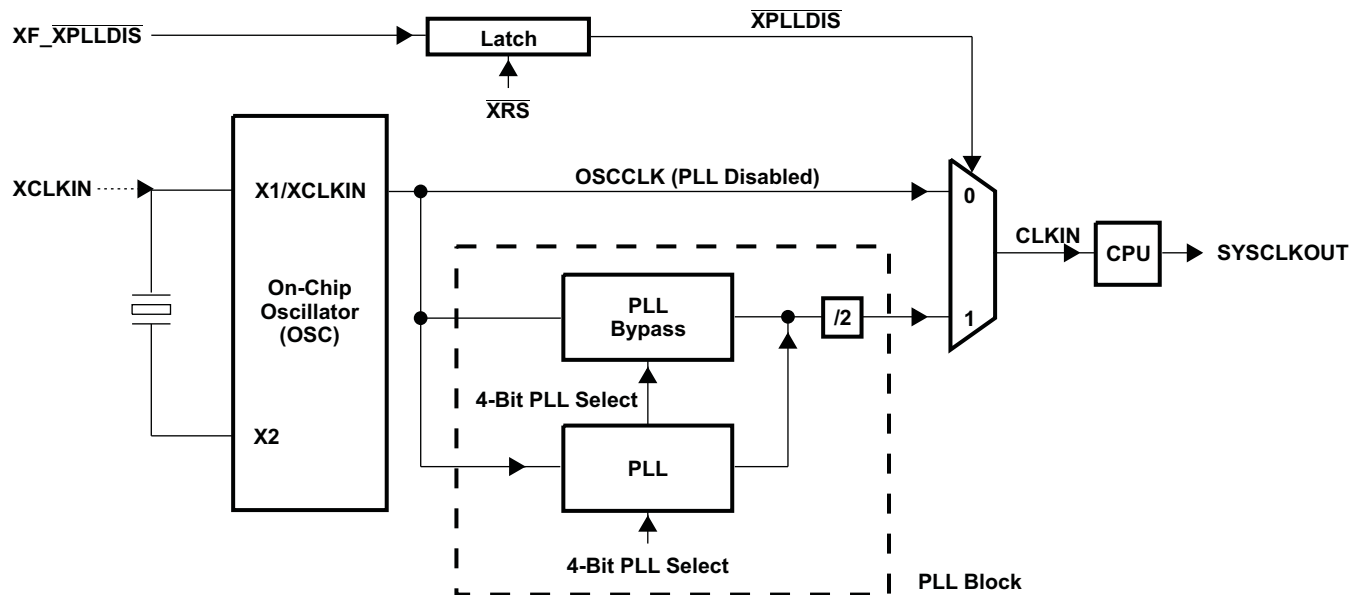 XF_XPLLDIS
Latch
XPLLDIS
XRS
XCLKIN
X1/XCLKIN
On-Chip
Oscillator
(OSC)
X2
OSCCLK (PLL Disabled)
0
1
CLKIN
CPU
SYSCLKOUT
PLL
Bypass
/2
4-Bit PLL Select
PLL
4-Bit PLL Select
PLL Block